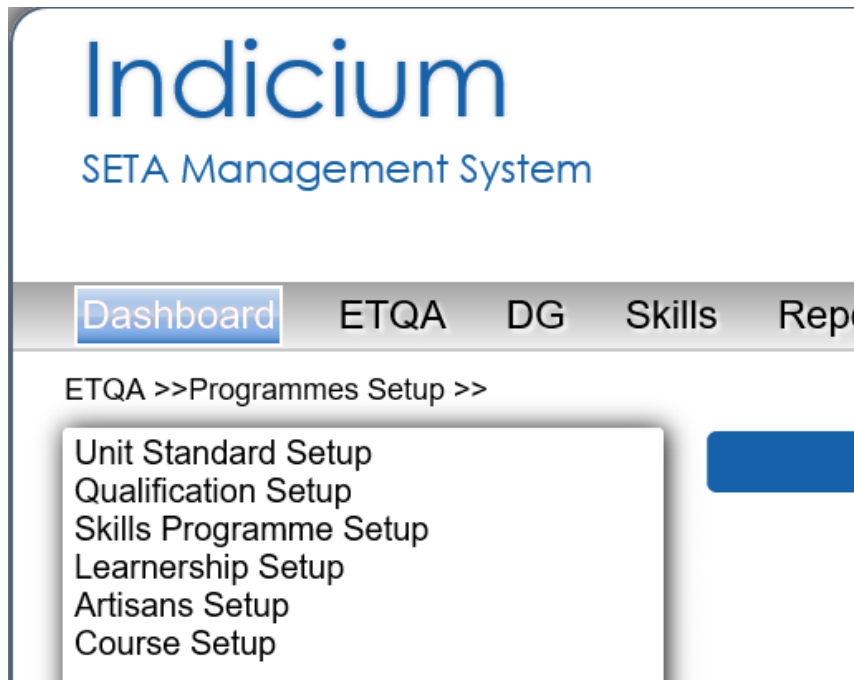 Indicium
SETA Management System
Dashboard ETQA DG Skills
ETQA >>Programmes Setup >>
Unit Standard Setup
Qualification Setup
Skills Programme Setup
Learnership Setup
Artisans Setup
Course Setup